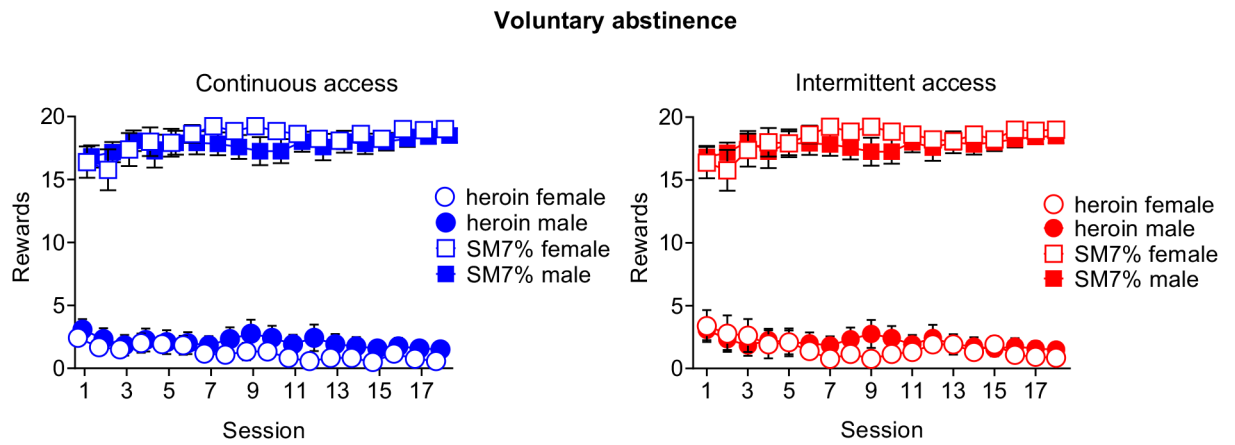 Voluntary abstinence
Continuous access
20
15
10
5
0
Rewards
1 3 5 7 9 11 13 15 17
Session
heroin female
heroin male
SM7% female
SM7% male
Intermittent access
20
15
10
5
0
Rewards
1 3 5 7 9 11 13 15 17
Session
heroin female
heroin male
SM7% female
SM7% male